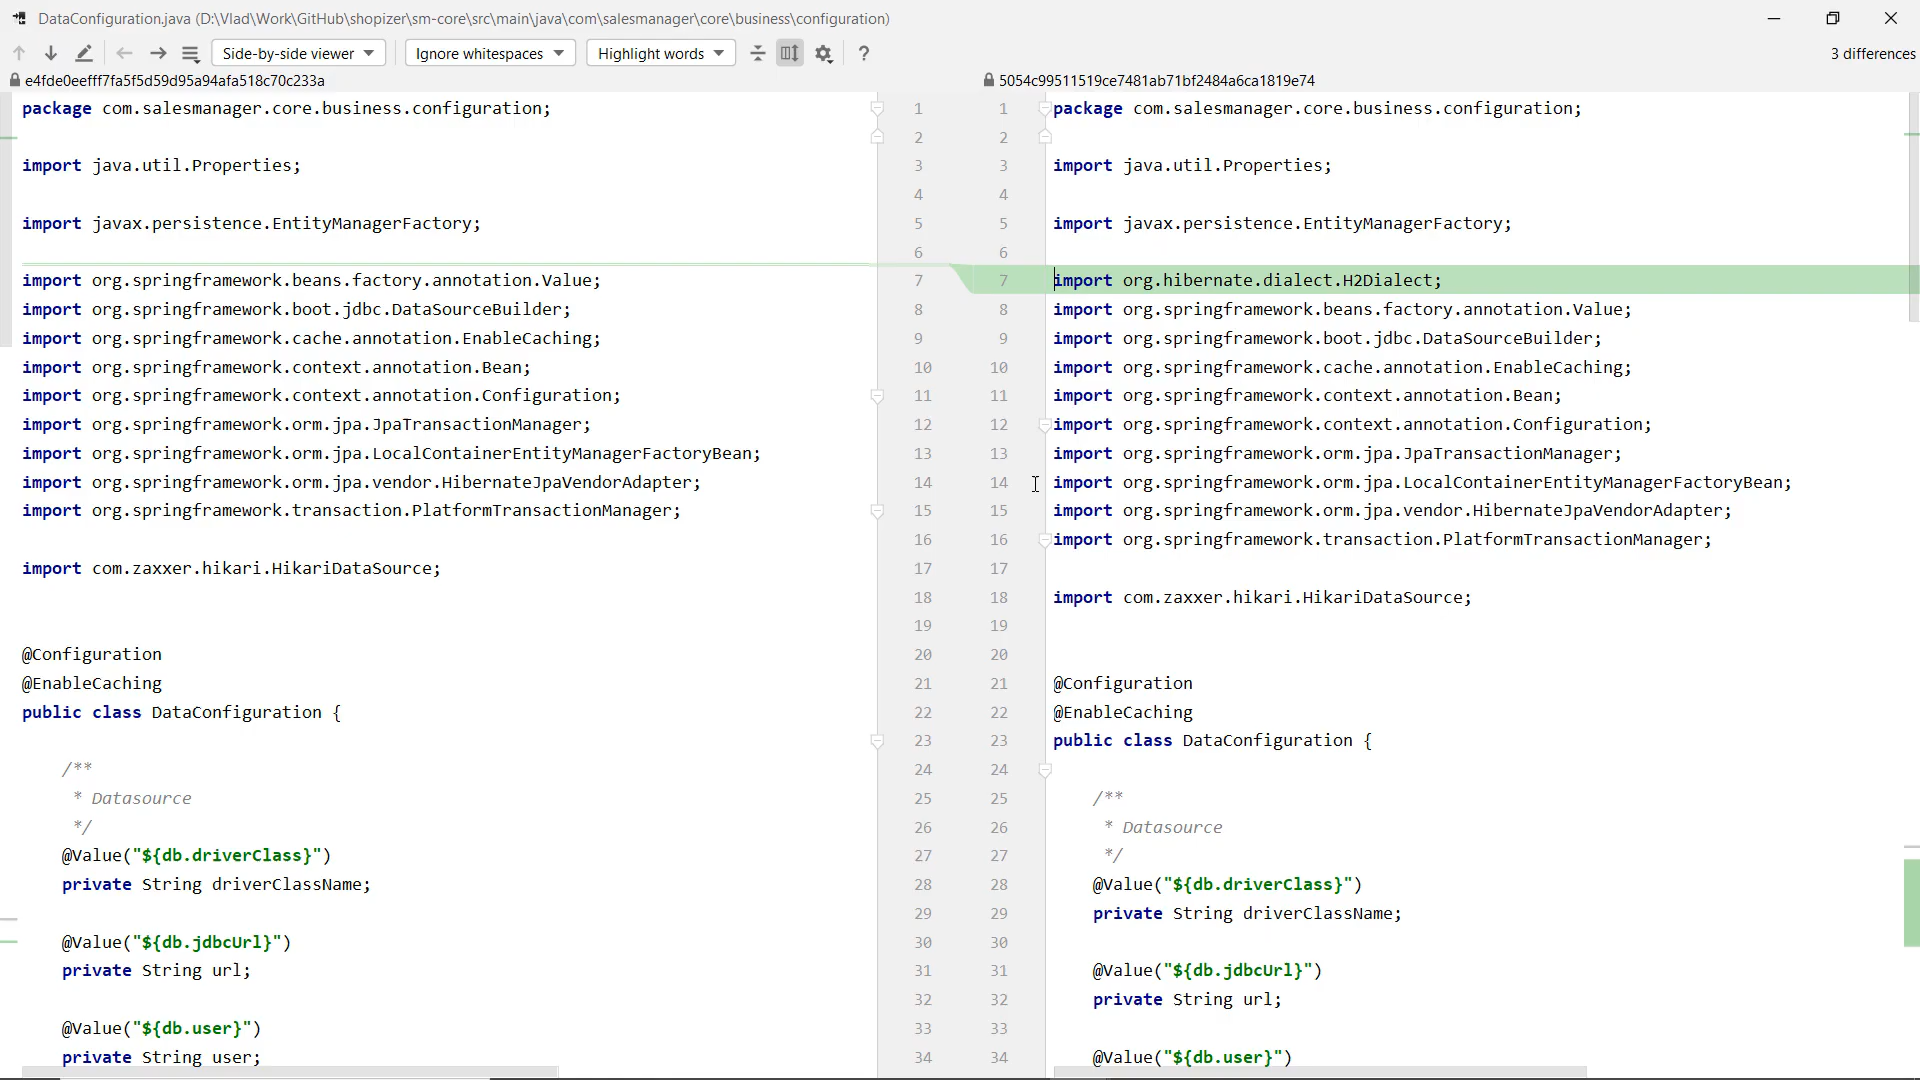 DataConfiguration.java (D:\Vlad\Work\GitHub\shopizer\sm-core\src\main\java\com\salesmanager\core\business\configuration)
Side-by-side viewer Ignore whitespaces Highlight words ? 3 differences
e4fde0eefff7fa5f5d59d95a94afa518c70c233a
package com.salesmanager.core.business.configuration; 1
2
import java.util.Properties; 3
4
import javax.persistence.EntityManagerFactory; 5
6
import org.springframework.beans.factory.annotation.Value; 7
import org.springframework.boot.jdbc.DataSourceBuilder; 8
import org.springframework.cache.annotation.EnableCaching; 9
import org.springframework.context.annotation.Bean; 10
import org.springframework.context.annotation.Configuration; 11
import org.springframework.orm.jpa.JpaTransactionManager; 12
import org.springframework.orm.jpa.LocalContainerEntityManagerFactoryBean; 13
import org.springframework.orm.jpa.vendor.HibernateJpaVendorAdapter; 14
import org.springframework.transaction.PlatformTransactionManager; 15
16
import com.zaxxer.hikari.HikariDataSource; 17
18
19
@Configuration 20
@EnableCaching 21
public class DataConfiguration { 22
23
/** 24
* Datasource 25
*/ 26
@Value("${db.driverClass}") 27
private String driverClassName; 28
29
@Value("${db.jdbcUrl}") 30
private String url; 31
32
@Value("${db.user}") 33
private String user; 34
5054c99511519ce7481ab71bf2484a6ca1819e74
1 package com.salesmanager.core.business.configuration;
2
3 import java.util.Properties;
4
5 import javax.persistence.EntityManagerFactory;
6
7 import org.hibernate.dialect.H2Dialect;
8 import org.springframework.beans.factory.annotation.Value;
9 import org.springframework.boot.jdbc.DataSourceBuilder;
10 import org.springframework.cache.annotation.EnableCaching;
11 import org.springframework.context.annotation.Bean;
12 import org.springframework.context.annotation.Configuration;
13 import org.springframework.orm.jpa.JpaTransactionManager;
14 import org.springframework.orm.jpa.LocalContainerEntityManagerFactoryBean;
15 import org.springframework.orm.jpa.vendor.HibernateJpaVendorAdapter;
16 import org.springframework.transaction.PlatformTransactionManager;
17
18 import com.zaxxer.hikari.HikariDataSource;
19
20
21 @Configuration
22 @EnableCaching
23 public class DataConfiguration {
24
25 /**
26 * Datasource
27 */
28 @Value("${db.driverClass}")
29 private String driverClassName;
30
31 @Value("${db.jdbcUrl}")
32 private String url;
33
34 @Value("${db.user}")